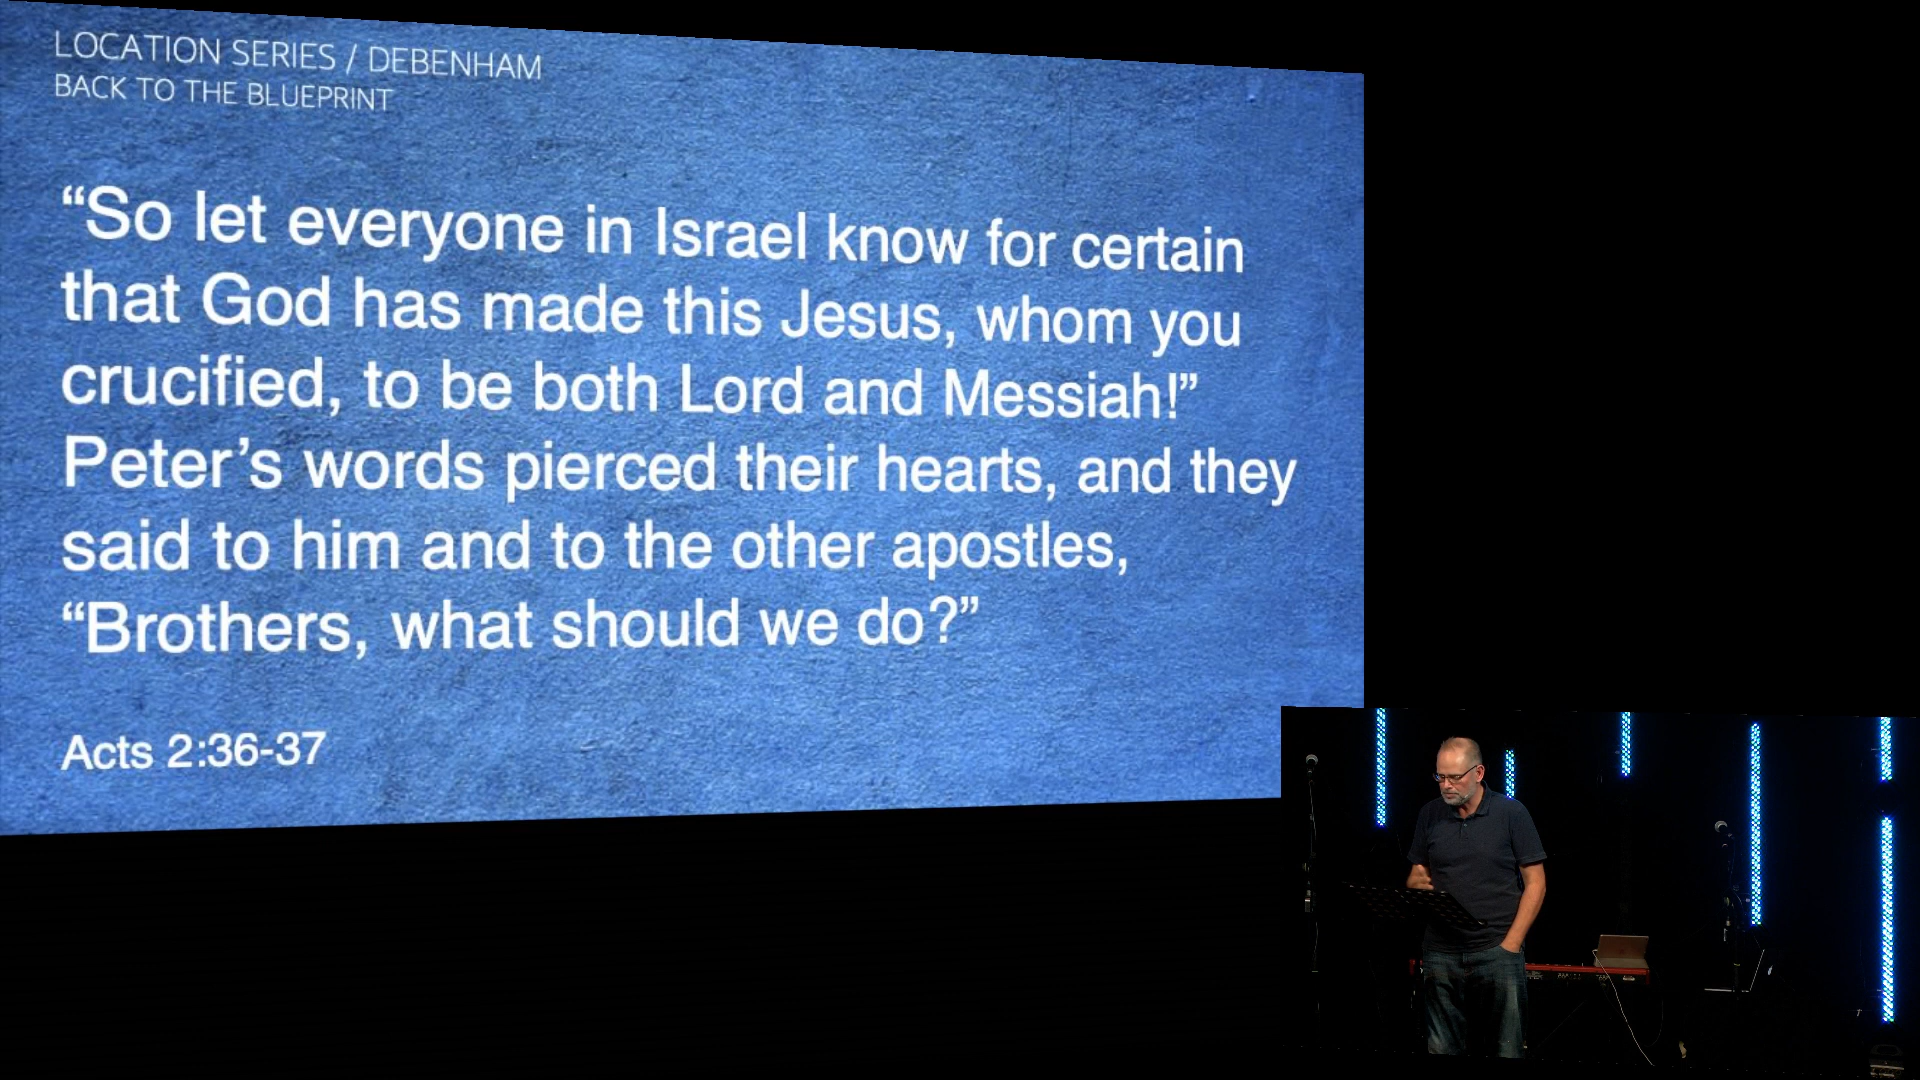 LOCATION SERIES / DEBENHAM
BACK TO THE BLUEPRINT
“So let everyone in Israel know for certain
that God has made this Jesus, whom you
crucified, to be both Lord and Messiah!”
Peter’s words pierced their hearts, and they
said to him and to the other apostles,
“Brothers, what should we do?”
Acts 2:36-37